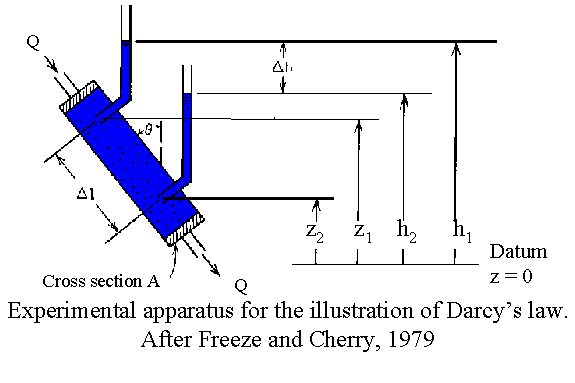 Q
Δh
θ
Δl
z₂ z₁ h₂ h₁
Datum
z = 0
Cross section A
Q
Experimental apparatus for the illustration of Darcy’s law.
After Freeze and Cherry, 1979